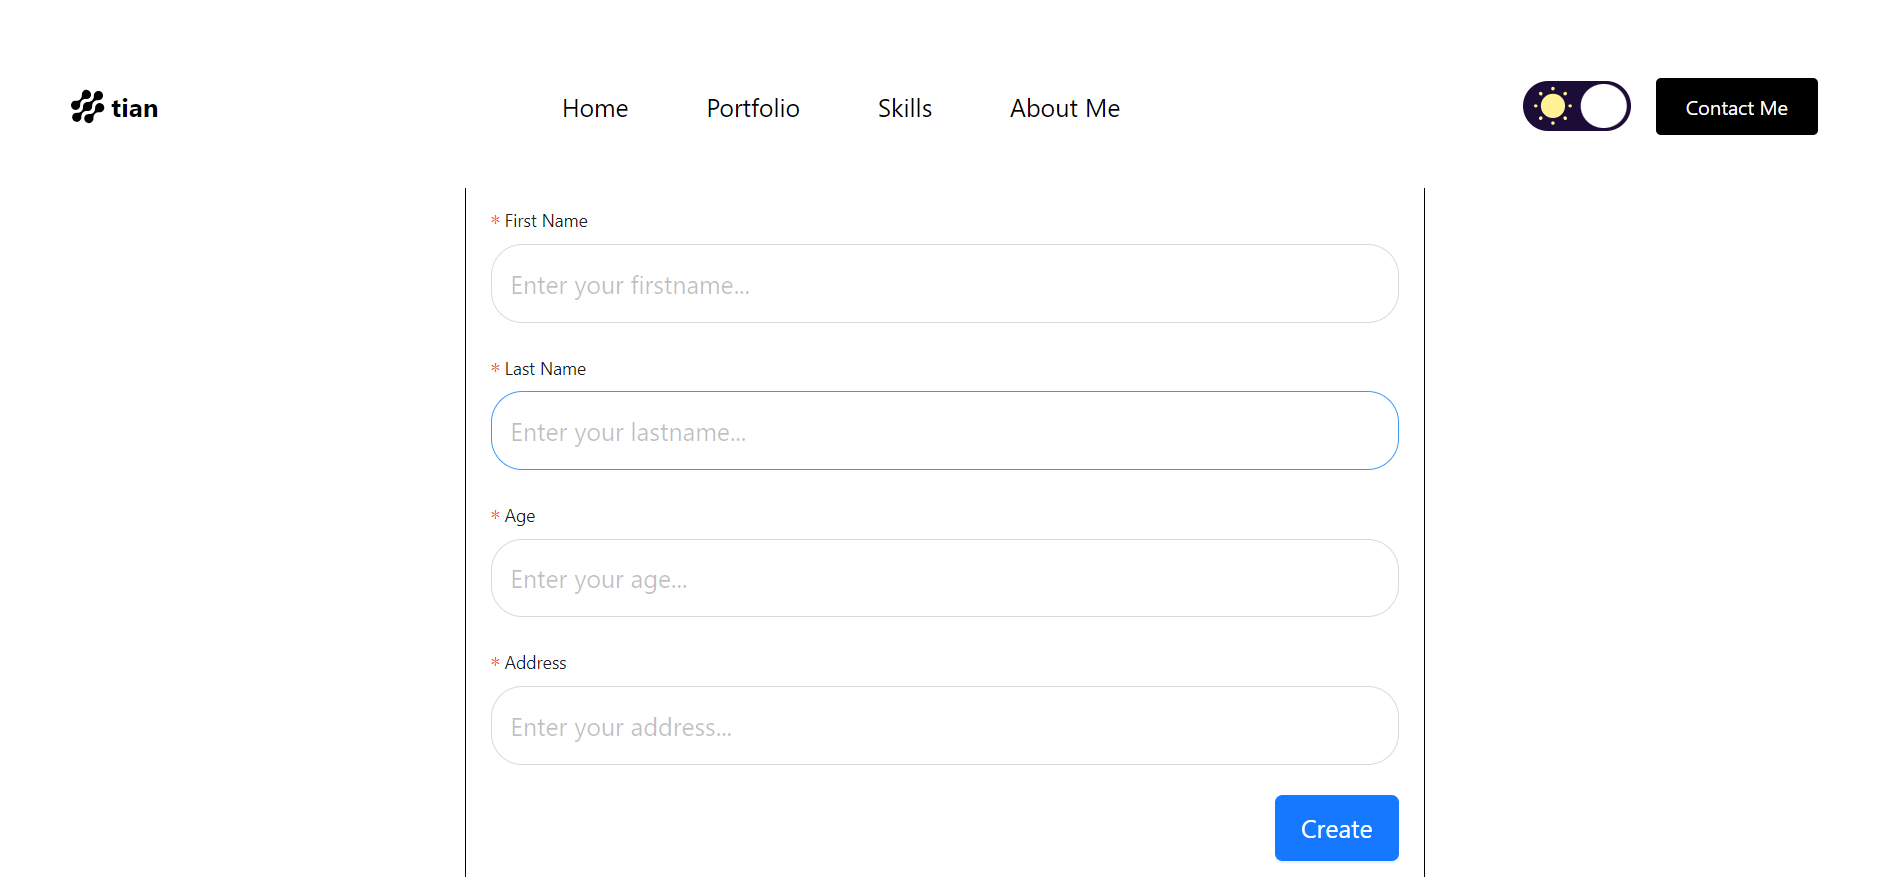 tian
Home Portfolio Skills About Me
Contact Me
* First Name
Enter your firstname...
* Last Name
Enter your lastname...
* Age
Enter your age...
* Address
Enter your address...
Create